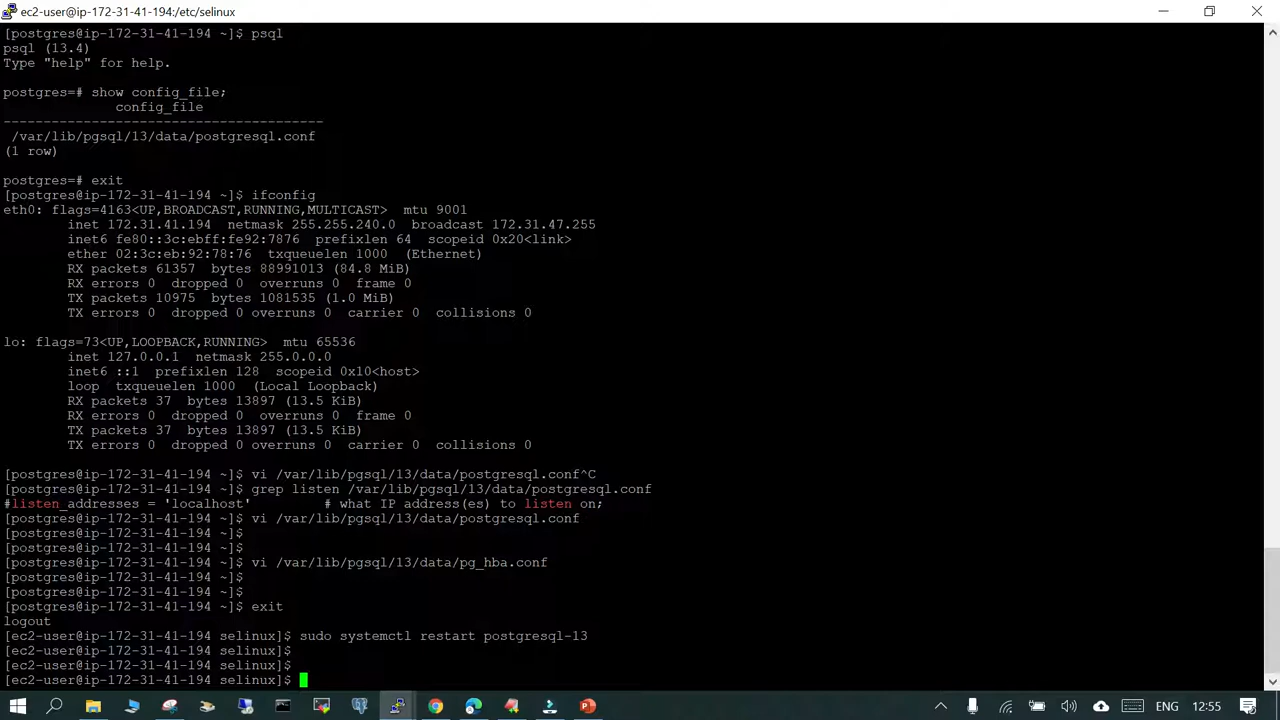 ec2-user@ip-172-31-41-194:/etc/selinux
[postgres@ip-172-31-41-194 ~]$ psql
psql (13.4)
Type "help" for help.
postgres=# show config_file;
config_file
----------------------------------------
/var/lib/pgsql/13/data/postgresql.conf
(1 row)
postgres=# exit
[postgres@ip-172-31-41-194 ~]$ ifconfig
eth0: flags=4163<UP,BROADCAST,RUNNING,MULTICAST>  mtu 9001
inet 172.31.41.194  netmask 255.255.240.0  broadcast 172.31.47.255
inet6 fe80::3c:ebff:fe92:7876  prefixlen 64  scopeid 0x20<link>
ether 02:3c:eb:92:78:76  txqueuelen 1000  (Ethernet)
RX packets 61357  bytes 88991013 (84.8 MiB)
RX errors 0  dropped 0  overruns 0  frame 0
TX packets 10975  bytes 1081535 (1.0 MiB)
TX errors 0  dropped 0 overruns 0  carrier 0  collisions 0
lo: flags=73<UP,LOOPBACK,RUNNING>  mtu 65536
inet 127.0.0.1  netmask 255.0.0.0
inet6 ::1  prefixlen 128  scopeid 0x10<host>
loop  txqueuelen 1000  (Local Loopback)
RX packets 37  bytes 13897 (13.5 KiB)
RX errors 0  dropped 0  overruns 0  frame 0
TX packets 37  bytes 13897 (13.5 KiB)
TX errors 0  dropped 0 overruns 0  carrier 0  collisions 0
[postgres@ip-172-31-41-194 ~]$ vi /var/lib/pgsql/13/data/postgresql.conf^C
[postgres@ip-172-31-41-194 ~]$ grep listen /var/lib/pgsql/13/data/postgresql.conf
#listen_addresses = 'localhost'         # what IP address(es) to listen on;
[postgres@ip-172-31-41-194 ~]$ vi /var/lib/pgsql/13/data/postgresql.conf
[postgres@ip-172-31-41-194 ~]$
[postgres@ip-172-31-41-194 ~]$
[postgres@ip-172-31-41-194 ~]$ vi /var/lib/pgsql/13/data/pg_hba.conf
[postgres@ip-172-31-41-194 ~]$
[postgres@ip-172-31-41-194 ~]$
[postgres@ip-172-31-41-194 ~]$ exit
logout
[ec2-user@ip-172-31-41-194 selinux]$ sudo systemctl restart postgresql-13
[ec2-user@ip-172-31-41-194 selinux]$
[ec2-user@ip-172-31-41-194 selinux]$
[ec2-user@ip-172-31-41-194 selinux]$
ENG 12:55